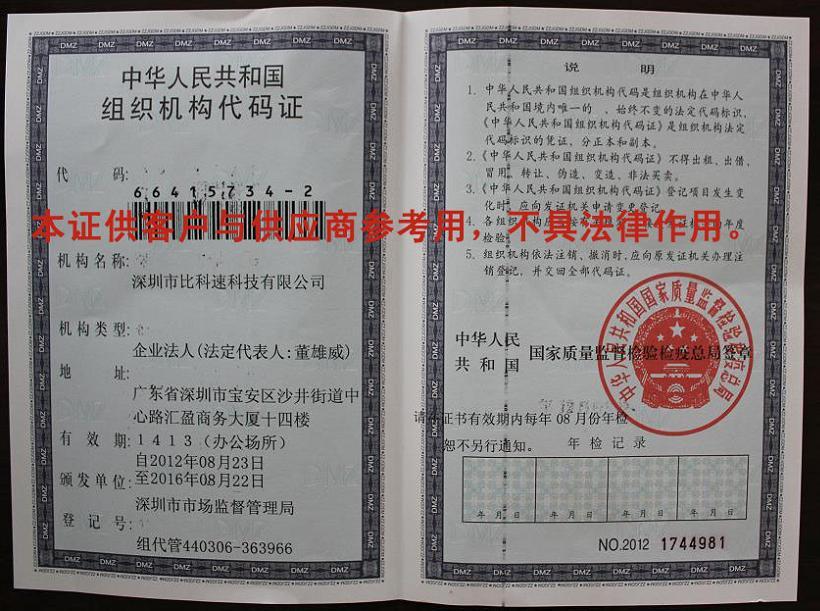 中华人民共和国
组织机构代码证
代 码:
66415734-2
机构名称:
深圳市比科速科技有限公司
机构类型:
企业法人(法定代表人:董雄威)
地 址:
广东省深圳市宝安区沙井街道中
心路汇盈商务大厦十四楼
有 效 期:
1413(办公场所)
自2012年08月23日
颁发单位:
至2016年08月22日
深圳市市场监督管理局
登 记 号:
组代管440306-363966
本证供客户与供应商参考用，不具法律作用。
说 明
1. 中华人民共和国组织机构代码是组织机构在中华人
民共和国境内唯一的、始终不变的法定代码标识，
《中华人民共和国组织机构代码证》是组织机构法定
代码标识的凭证，分正本和副本。
2.《中华人民共和国组织机构代码证》不得出租、出借、
冒用、转让、伪造、变造、非法买卖。
3.《中华人民共和国组织机构代码证》登记项目发生变
化时，应向发证机关申请变更登记。
4. 各组织机构应
年度
检验
5. 组织机构依法注销、撤消时，应向原发证机关办理注
销登记，并交回全部代码证。
中华人民
共和国
国家质量监督检验检疫总局签章
中华人民共和国国家质量监督检验检疫总局
请在证书有效期内每年08月份年检
恕不另行通知。
年检记录
年 月 日
年 月 日
年 月 日
年 月 日
NO.2012 1744981